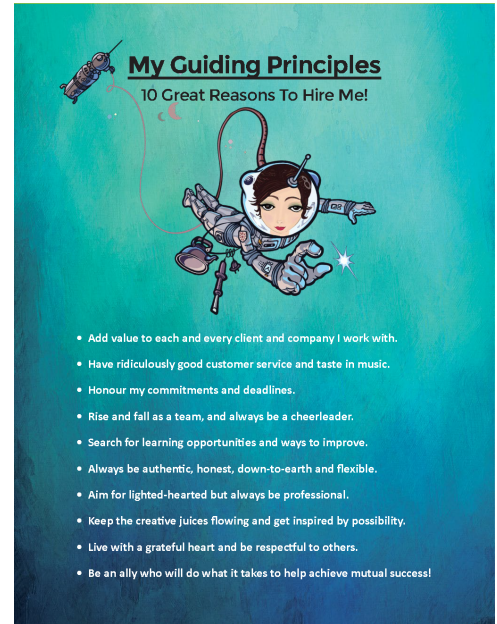 My Guiding Principles
10 Great Reasons To Hire Me!
• Add value to each and every client and company I work with.
• Have ridiculously good customer service and taste in music.
• Honour my commitments and deadlines.
• Rise and fall as a team, and always be a cheerleader.
• Search for learning opportunities and ways to improve.
• Always be authentic, honest, down-to-earth and flexible.
• Aim for lighted-hearted but always be professional.
• Keep the creative juices flowing and get inspired by possibility.
• Live with a grateful heart and be respectful to others.
• Be an ally who will do what it takes to help achieve mutual success!